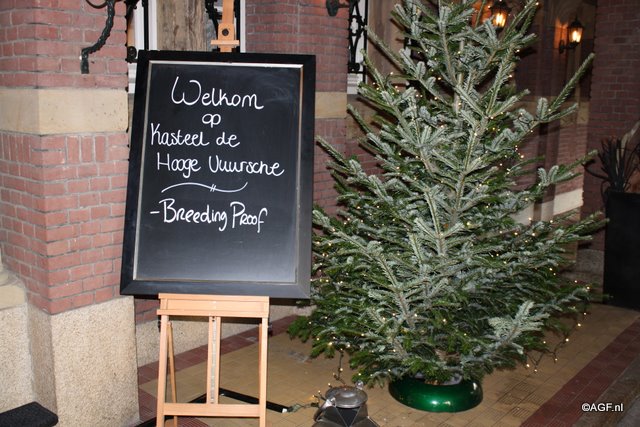 Welkom
op
Kasteel de
Hooge Vuursche
- Breeding Proof
©AGF.nl